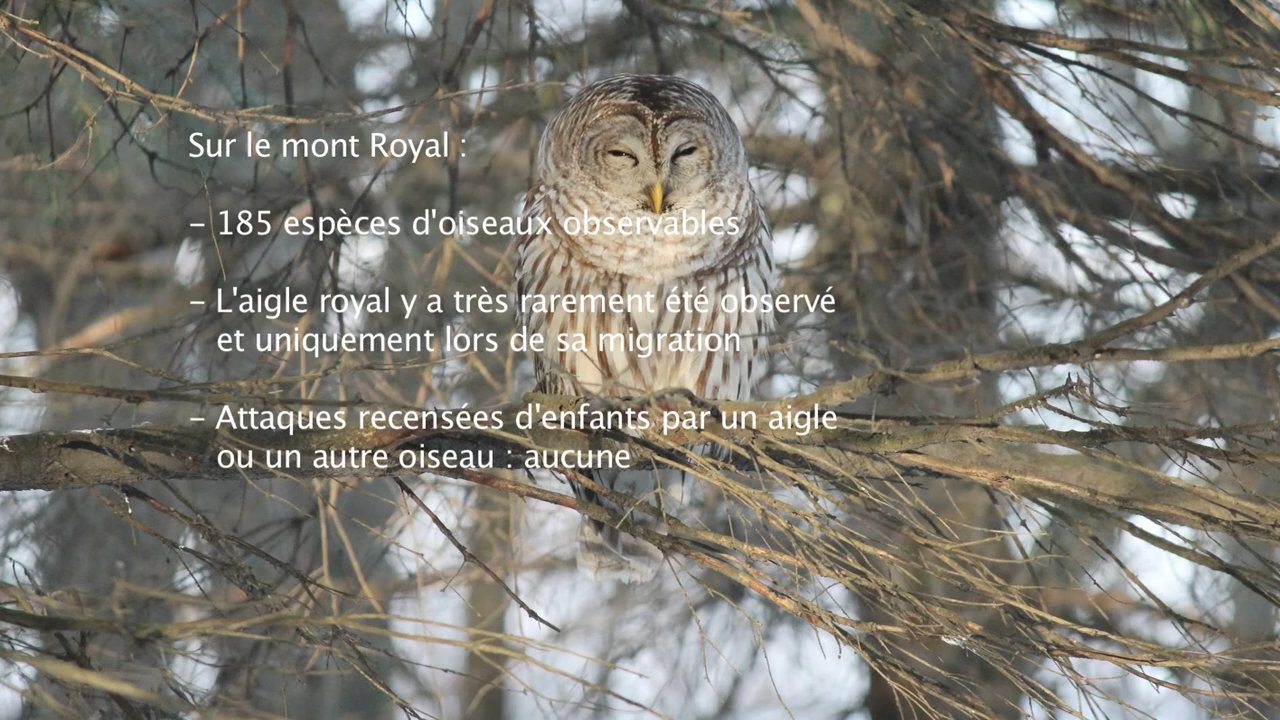 Sur le mont Royal :
- 185 espèces d'oiseaux observables
- L'aigle royal y a très rarement été observé
et uniquement lors de sa migration
- Attaques recensées d'enfants par un aigle
ou un autre oiseau : aucune